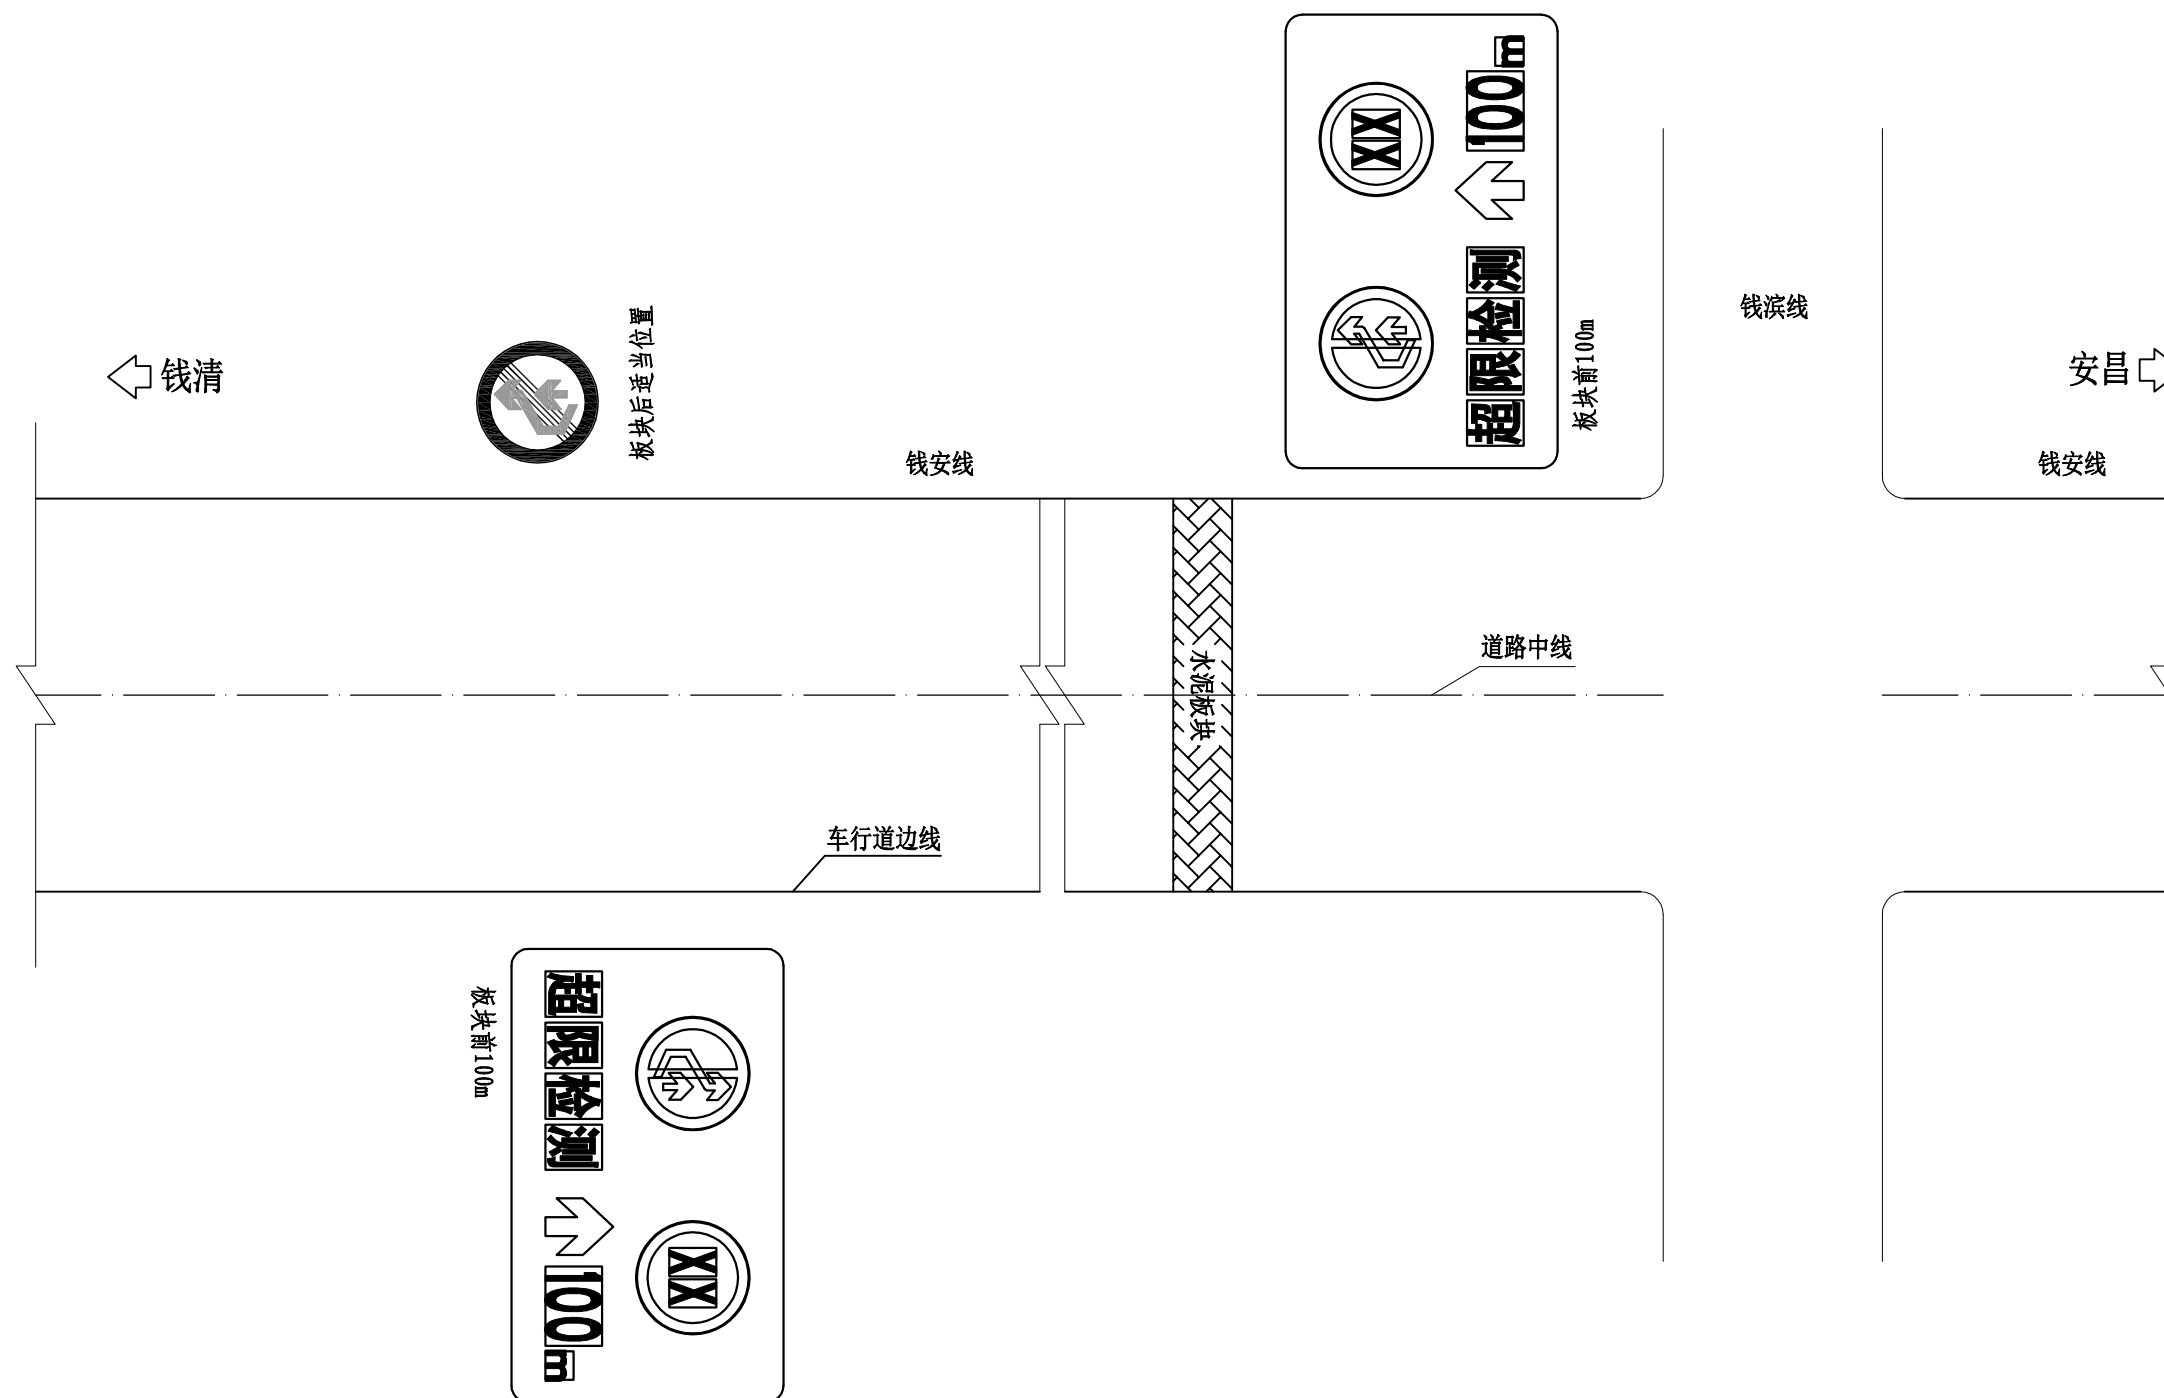 XX
100m
超限检测
板块前100m
钱滨线
钱清
板块后适当位置
安昌
钱安线
钱安线
道路中线
水泥板块
车行道边线
板块前100m
超限检测
100m
XX